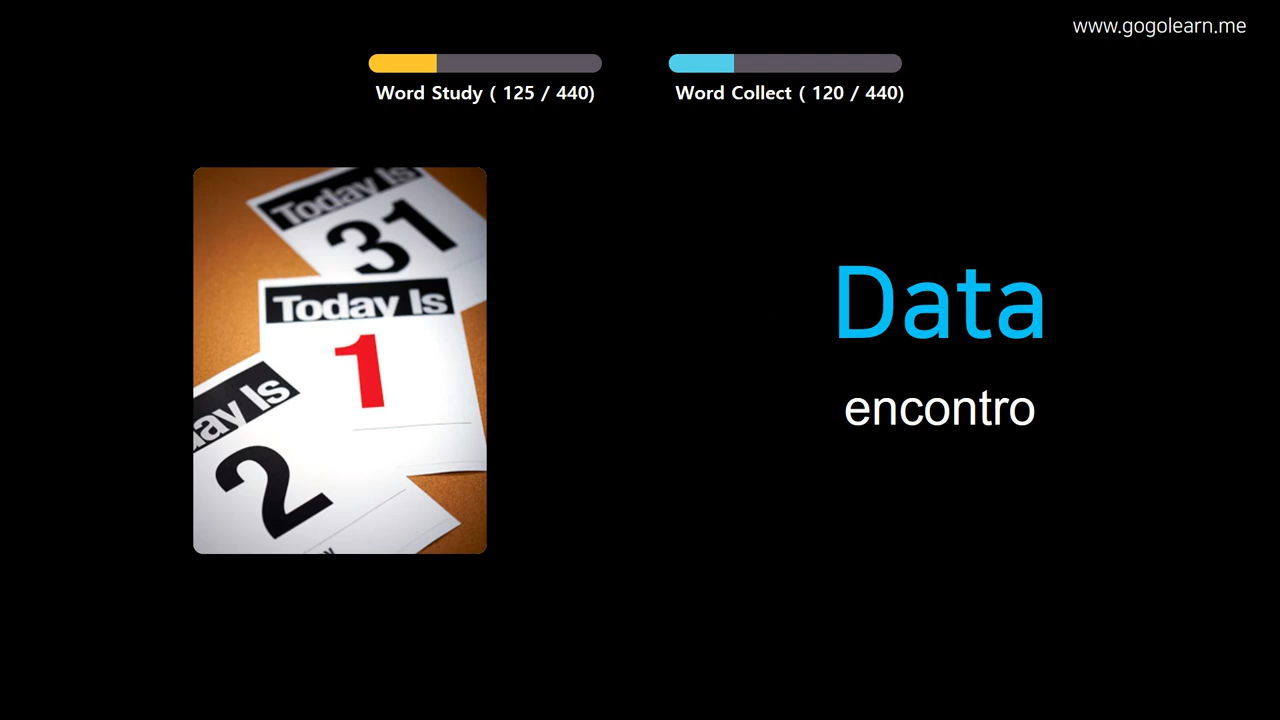 www.gogolearn.me
Word Study ( 125 / 440)
Word Collect ( 120 / 440)
Today Is
31
Today Is
1
ay Is
2
Data
encontro